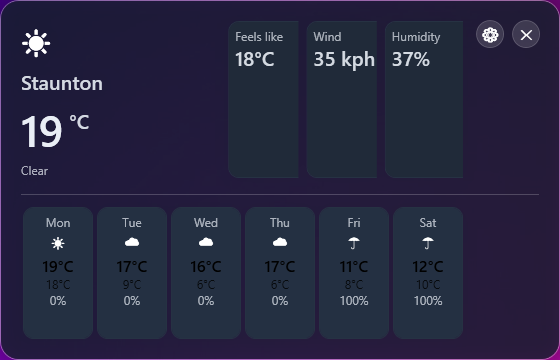 Staunton
19 °C
Clear
Feels like
18°C
Wind
35 kph
Humidity
37%
Mon
19°C
18°C
0%
Tue
17°C
9°C
0%
Wed
16°C
6°C
0%
Thu
17°C
6°C
0%
Fri
11°C
8°C
100%
Sat
12°C
10°C
100%